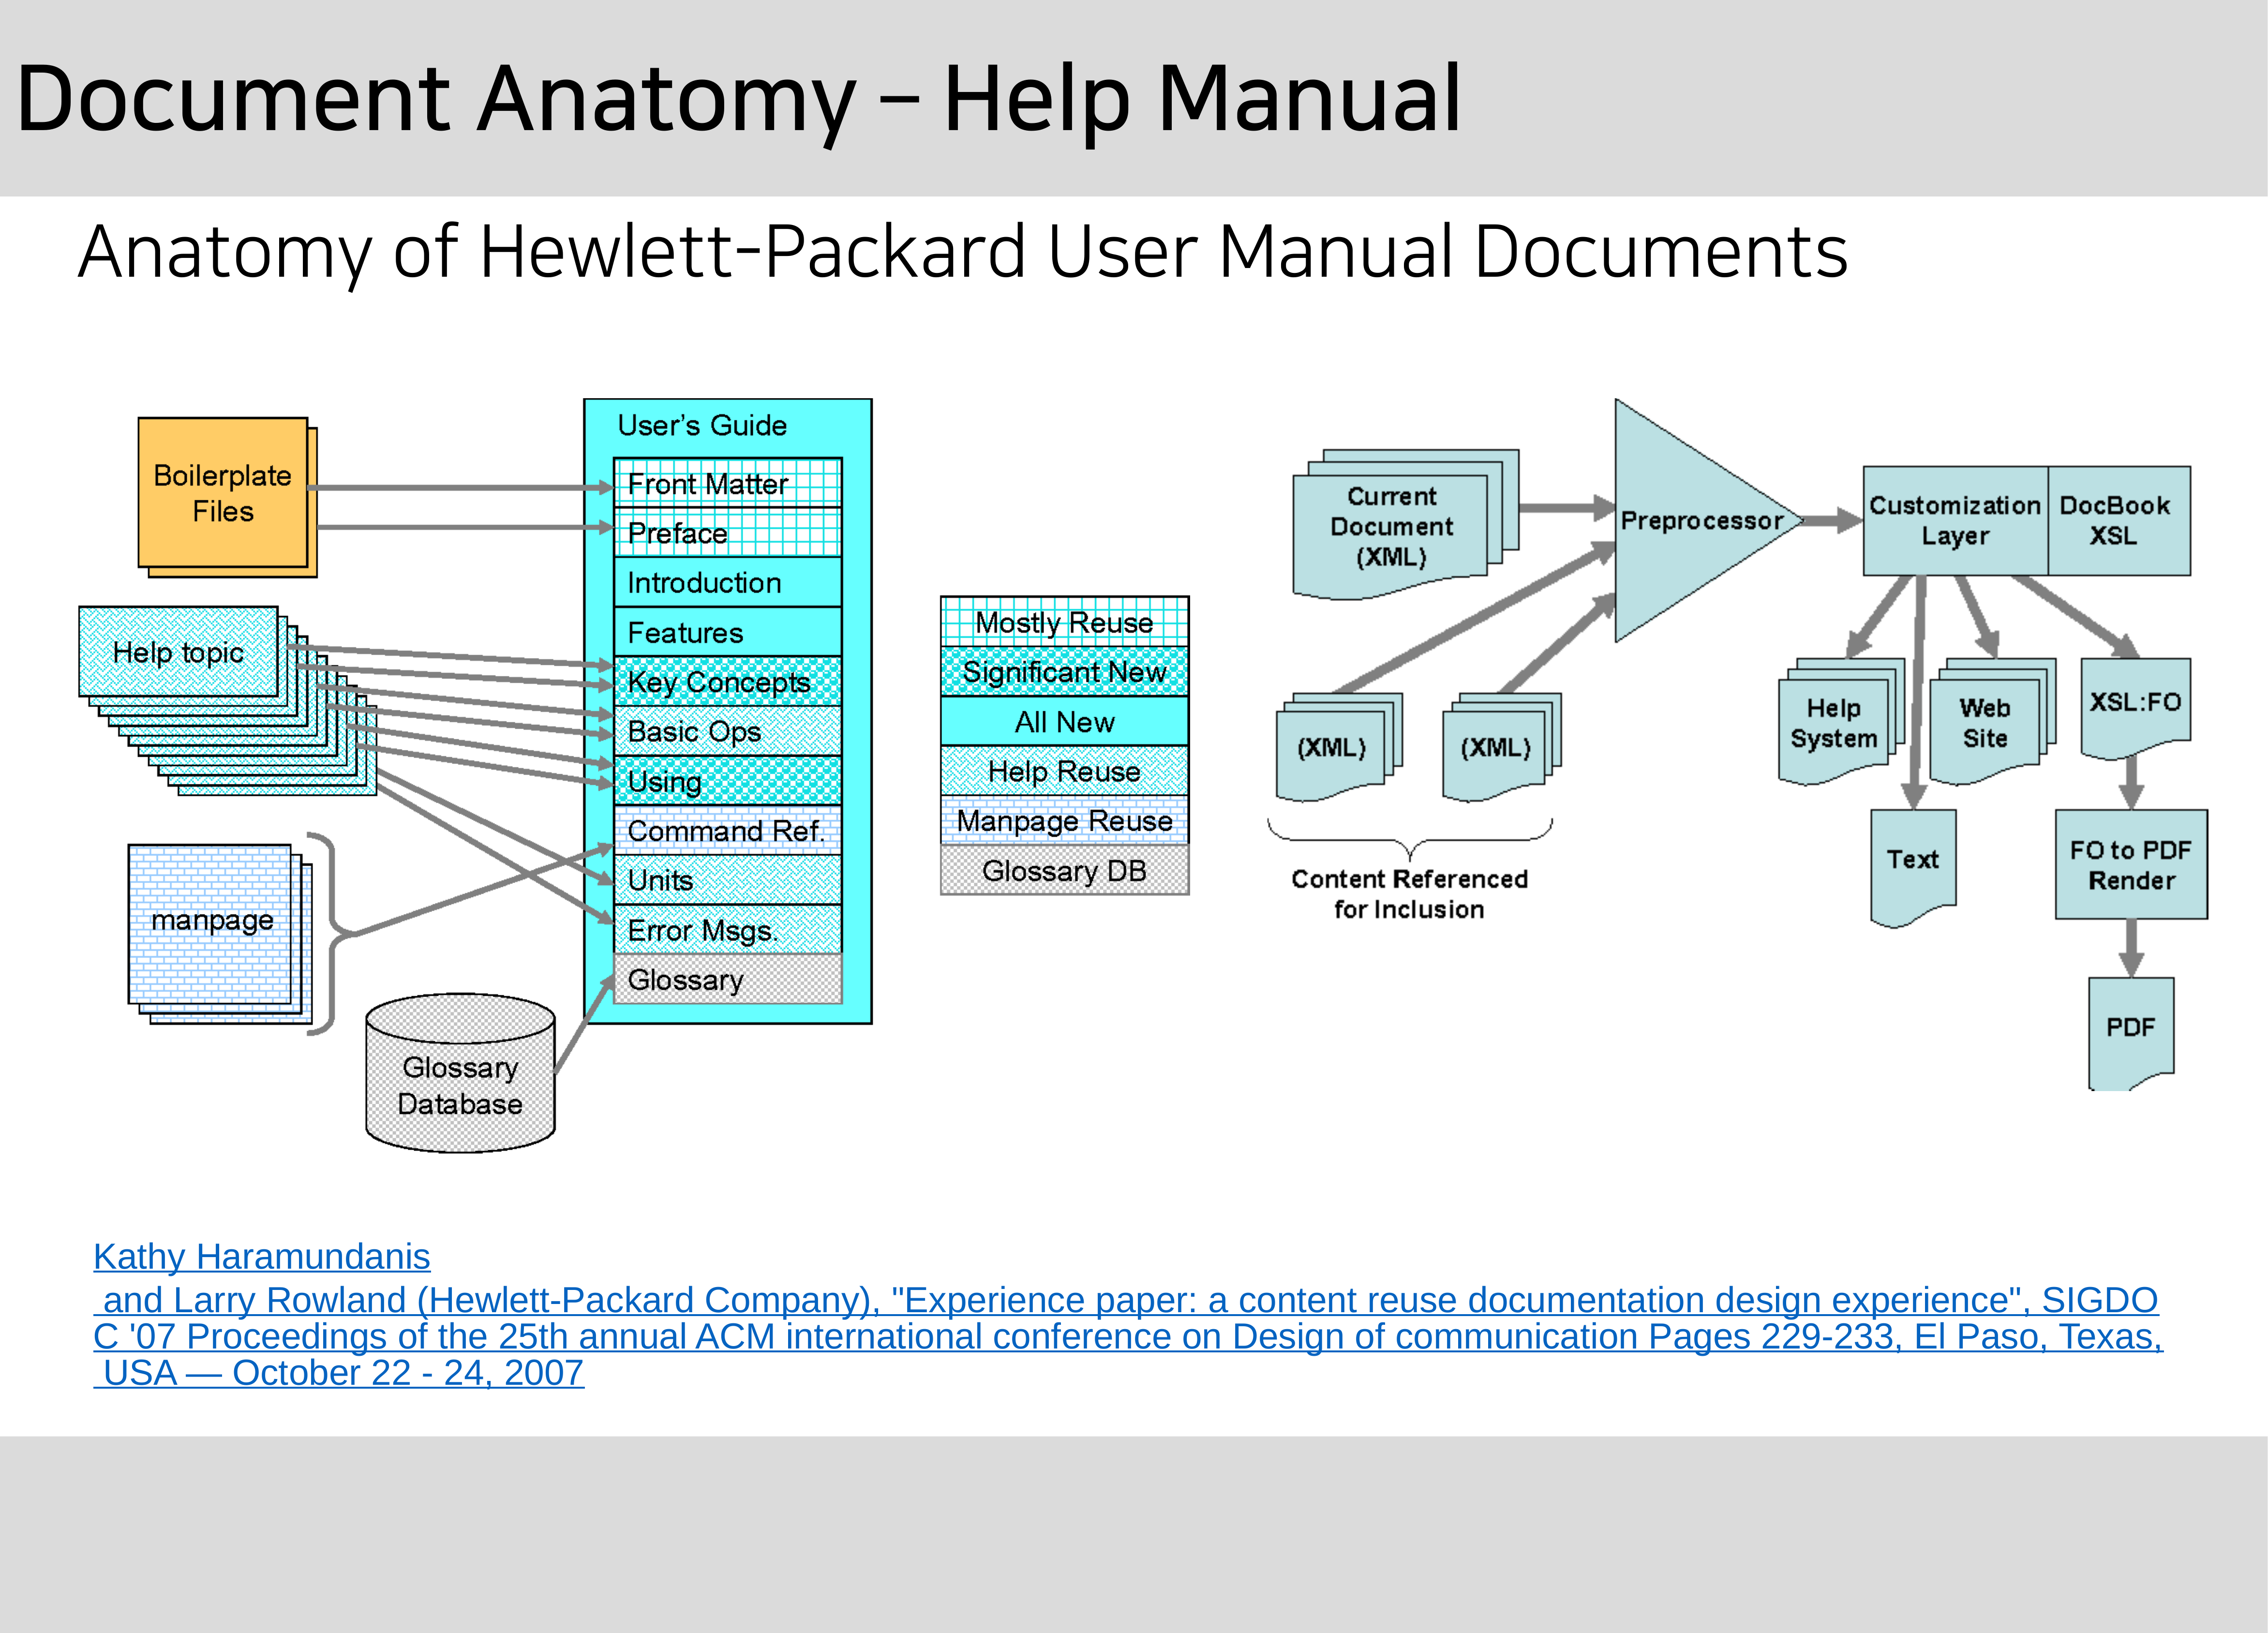 Document Anatomy – Help Manual
Anatomy of Hewlett-Packard User Manual Documents
Boilerplate
Files
Help topic
manpage
Glossary
Database
User's Guide
Front Matter
Preface
Introduction
Features
Key Concepts
Basic Ops
Using
Command Ref.
Units
Error Msgs.
Glossary
Mostly Reuse
Significant New
All New
Help Reuse
Manpage Reuse
Glossary DB
Current
Document
(XML)
(XML)
(XML)
Content Referenced
for Inclusion
Preprocessor
Customization
Layer
DocBook
XSL
Help
System
Web
Site
XSL:FO
Text
FO to PDF
Render
PDF
Kathy Haramundanis
and Larry Rowland (Hewlett-Packard Company), "Experience paper: a content reuse documentation design experience", SIGDO
C '07 Proceedings of the 25th annual ACM international conference on Design of communication Pages 229-233, El Paso, Texas,
USA — October 22 - 24, 2007